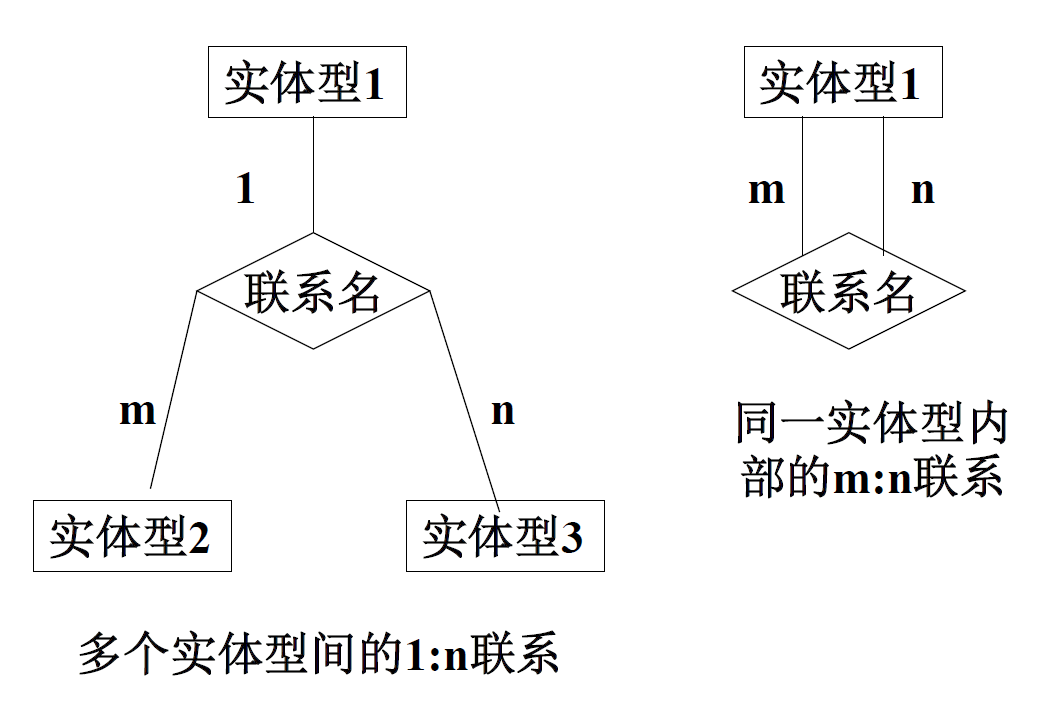 实体型1
1
联系名
m
n
实体型2
实体型3
多个实体型间的1:n联系
实体型1
m
n
联系名
同一实体型内
部的m:n联系